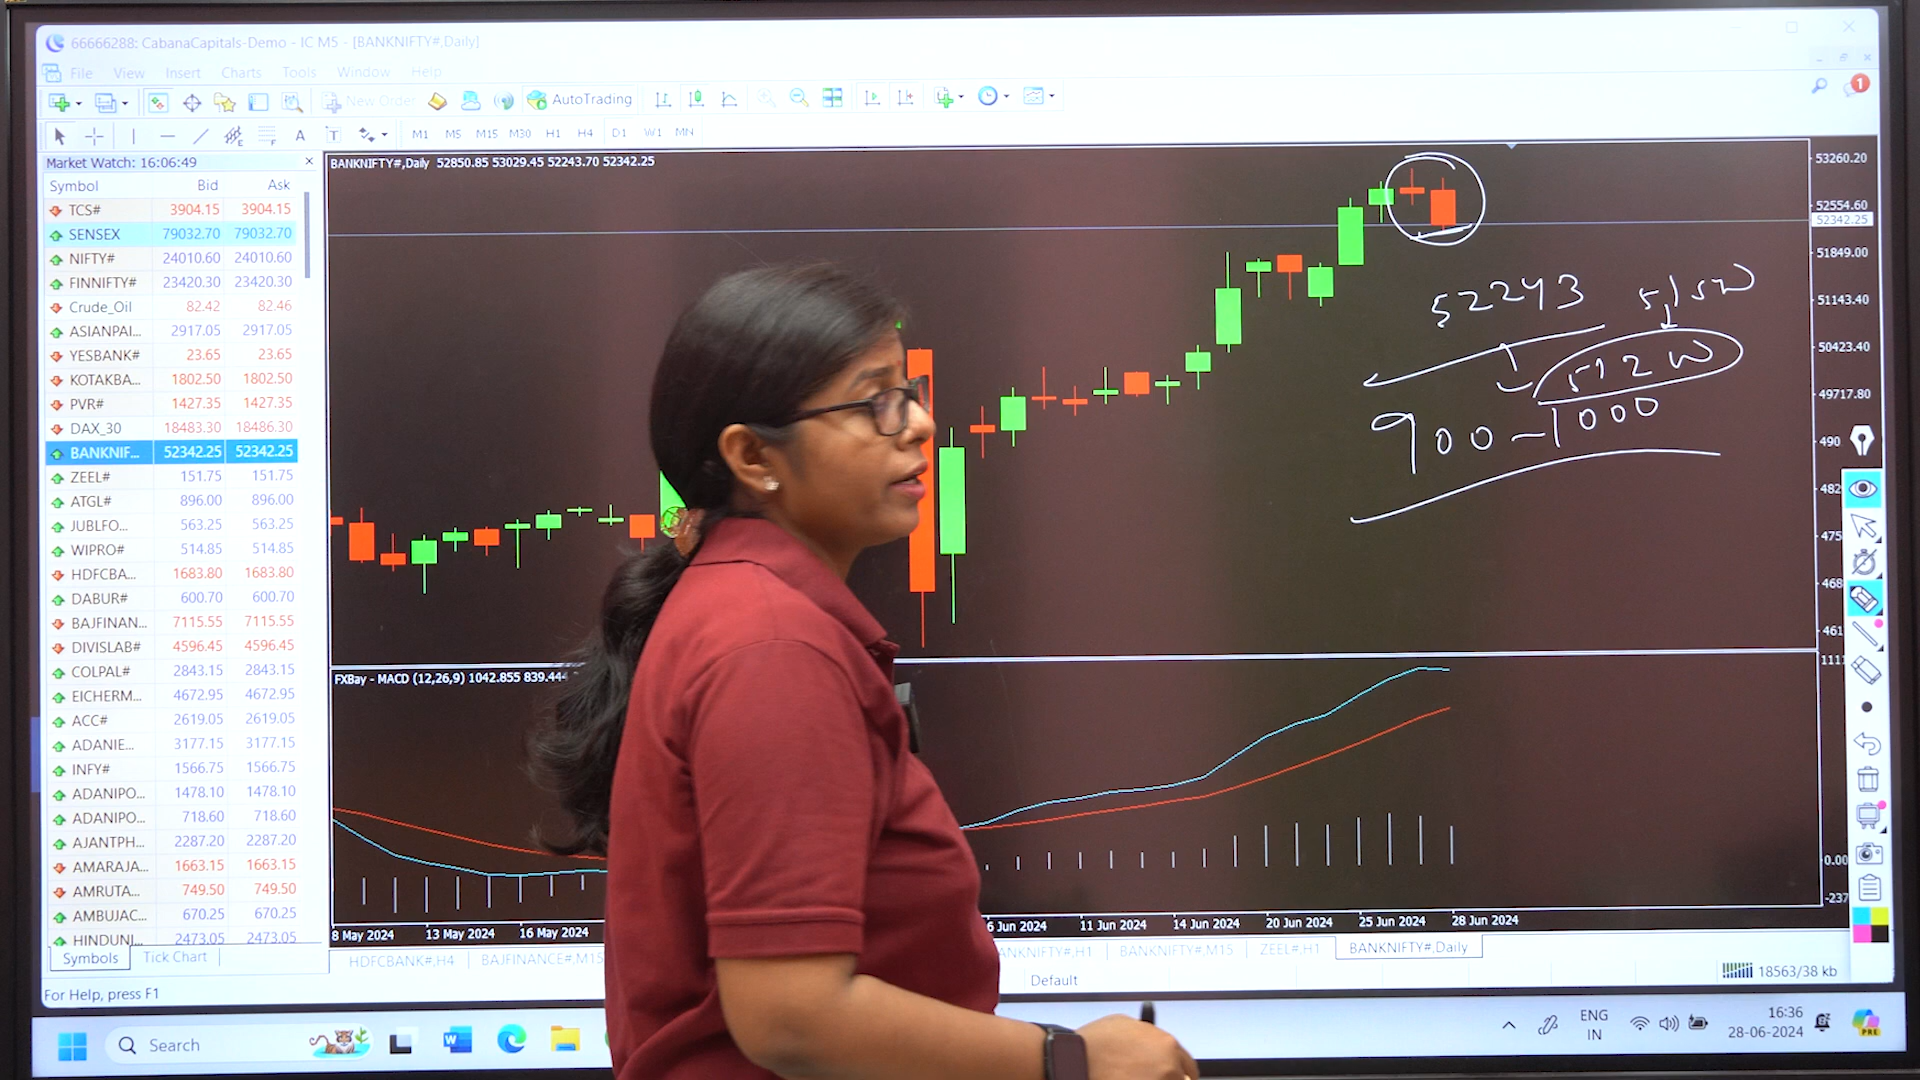 66666288: CabanaCapitals-Demo - IC M5 - [BANKNIFTY#,Daily]
File View Insert Charts Tools Window Help
New Order AutoTrading 1
A T M1 M5 M15 M30 H1 H4 D1 W1 MN
Market Watch: 16:06:49
Symbol Bid Ask
TCS# 3904.15 3904.15
SENSEX 79032.70 79032.70
NIFTY# 24010.60 24010.60
FINNIFTY# 23420.30 23420.30
Crude_Oil 82.42 82.46
ASIANPAI... 2917.05 2917.05
YESBANK# 23.65 23.65
KOTAKBA... 1802.50 1802.50
PVR# 1427.35 1427.35
DAX_30 18483.30 18486.30
BANKNIF... 52342.25 52342.25
ZEEL# 151.75 151.75
ATGL# 896.00 896.00
JUBLFO... 563.25 563.25
WIPRO# 514.85 514.85
HDFCBA... 1683.80 1683.80
DABUR# 600.70 600.70
BAJFINAN... 7115.55 7115.55
DIVISLAB# 4596.45 4596.45
COLPAL# 2843.15 2843.15
EICHERM... 4672.95 4672.95
ACC# 2619.05 2619.05
ADANIE... 3177.15 3177.15
INFY# 1566.75 1566.75
ADANIPO... 1478.10 1478.10
ADANIPO... 718.60 718.60
AJANTPH... 2287.20 2287.20
AMARAJA... 1663.15 1663.15
AMRUTA... 749.50 749.50
AMBUJAC... 670.25 670.25
HINDUNI... 2473.05 2473.05
Symbols Tick Chart
For Help, press F1
BANKNIFTY#,Daily 52850.85 53029.45 52243.70 52342.25
53260.20
52554.60
52342.25
51849.00
51143.40
50423.40
49717.80
52243
900-1000
FXBay - MACD (12,26,9) 1042.855 839.444
0.00
-237
8 May 2024 13 May 2024 16 May 2024 6 Jun 2024 11 Jun 2024 14 Jun 2024 20 Jun 2024 25 Jun 2024 28 Jun 2024
HDFCBANK#,H4 BAJFINANCE#,M15 ANKNIFTY#,H1 BANKNIFTY#,M15 ZEEL#,H1 BANKNIFTY#,Daily
Default 18563/38 kb
Search ENG IN 16:36 28-06-2024 PRE